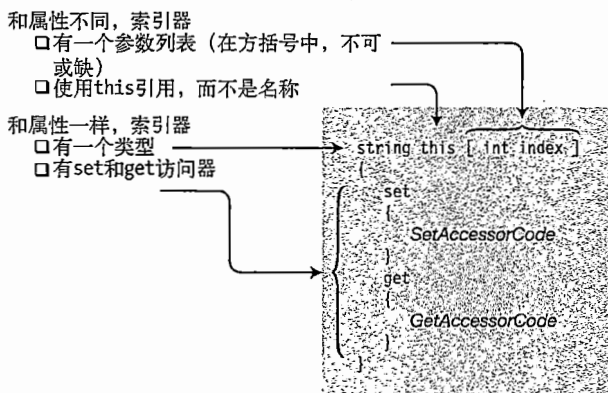 和属性不同，索引器
□有一个参数列表（在方括号中，不可
或缺）
□使用this引用，而不是名称
和属性一样，索引器
□有一个类型
□有set和get访问器
string this [ int index ]
{
set
{
SetAccessorCode
}
get
{
GetAccessorCode
}
}